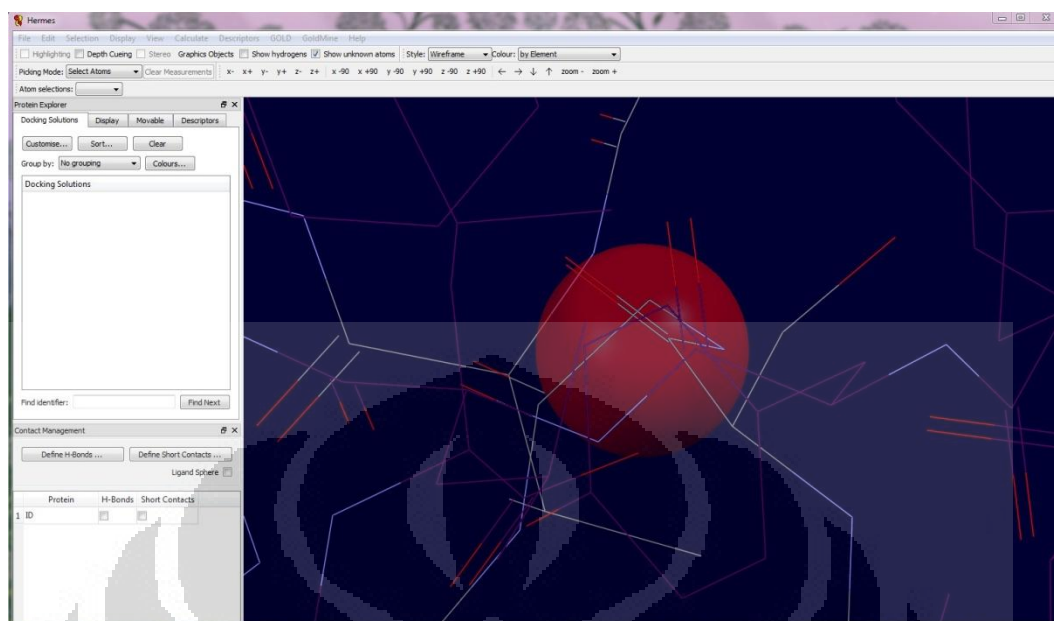 Hermes
File Edit Selection Display View Calculate Descriptors GOLD GoldMine Help
Highlighting Depth Cueing Stereo Graphics Objects Show hydrogens Show unknown atoms Style: Wireframe Colour: by Element
Picking Mode: Select Atoms Clear Measurements x- x+ y- y+ z- z+ x -90 x +90 y -90 y +90 z -90 z +90 ← → ↓ ↑ zoom - zoom +
Atom selections:
Protein Explorer
Docking Solutions Display Movable Descriptors
Customise... Sort... Clear
Group by: No grouping Colours...
Docking Solutions
Find identifier: Find Next
Contact Management
Define H-Bonds ... Define Short Contacts ...
Ligand Sphere
Protein H-Bonds Short Contacts
1 ID